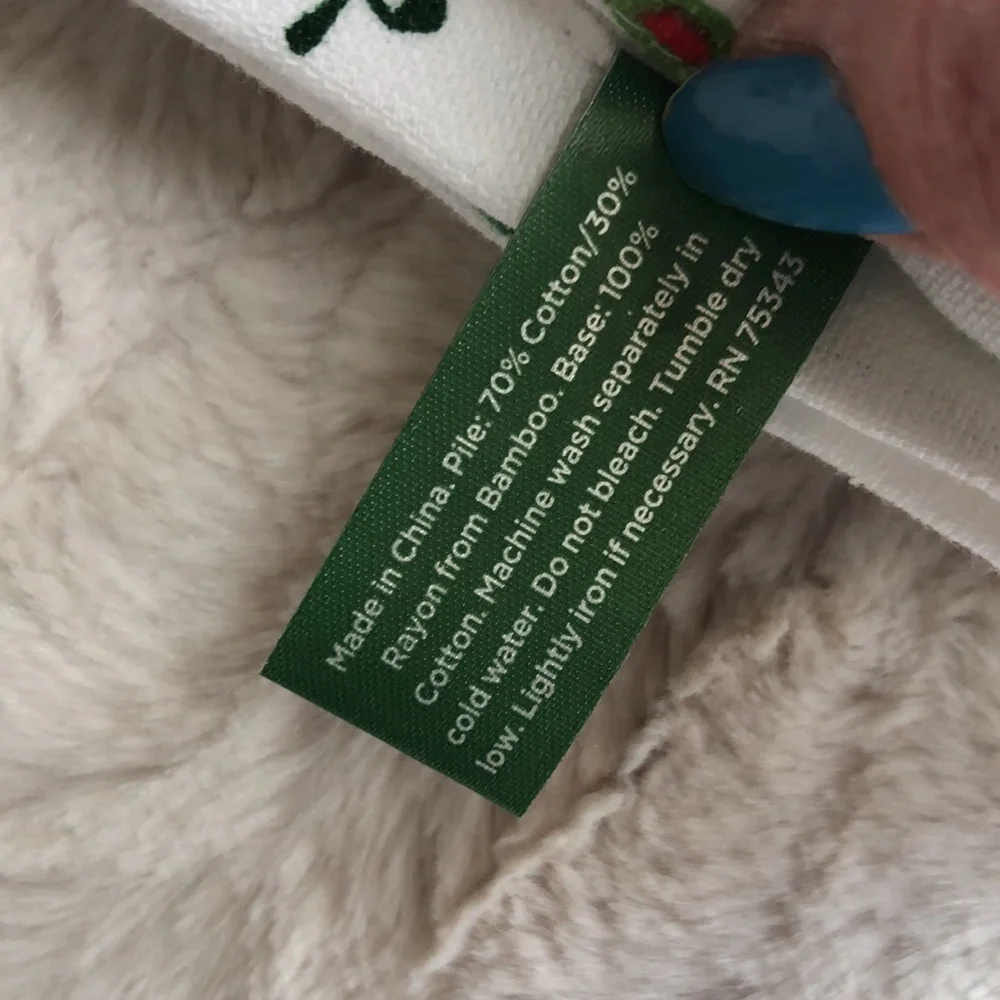 Made in China. Pile: 70% Cotton/30%
Rayon from Bamboo. Base: 100%
Cotton. Machine wash separately in
cold water. Do not bleach. Tumble dry
low. Lightly iron if necessary. RN 75343